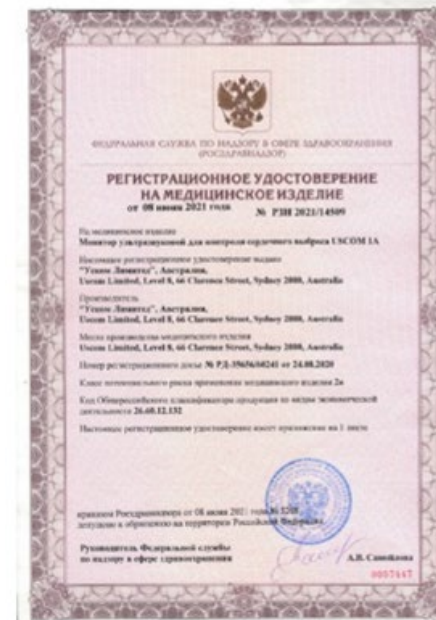 ФЕДЕРАЛЬНАЯ СЛУЖБА ПО НАДЗОРУ В СФЕРЕ ЗДРАВООХРАНЕНИЯ
(РОСЗДРАВНАДЗОР)
РЕГИСТРАЦИОННОЕ УДОСТОВЕРЕНИЕ
НА МЕДИЦИНСКОЕ ИЗДЕЛИЕ
от 08 июня 2021 года № РЗН 2021/14509
На медицинское изделие
Монитор ультразвуковой для контроля сердечного выброса USCOM 1A
Настоящее регистрационное удостоверение выдано
"Уском Лимитед", Австралия,
Uscom Limited, Level 8, 66 Clarence Street, Sydney 2000, Australia
Производитель
"Уском Лимитед", Австралия,
Uscom Limited, Level 8, 66 Clarence Street, Sydney 2000, Australia
Место производства медицинского изделия
Uscom Limited, Level 8, 66 Clarence Street, Sydney 2000, Australia
Номер регистрационного досье № РД-35656/60241 от 24.08.2020
Класс потенциального риска применения медицинского изделия 2а
Код Общероссийского классификатора продукции по видам экономической
деятельности 26.60.12.132
Настоящее регистрационное удостоверение имеет приложение на 1 листе
приказом Росздравнадзора от 08 июня 2021 года №
допущено к обращению на территории Российской Федерации
Руководитель Федеральной службы
по надзору в сфере здравоохранения
А.В. Самойлова
0057447